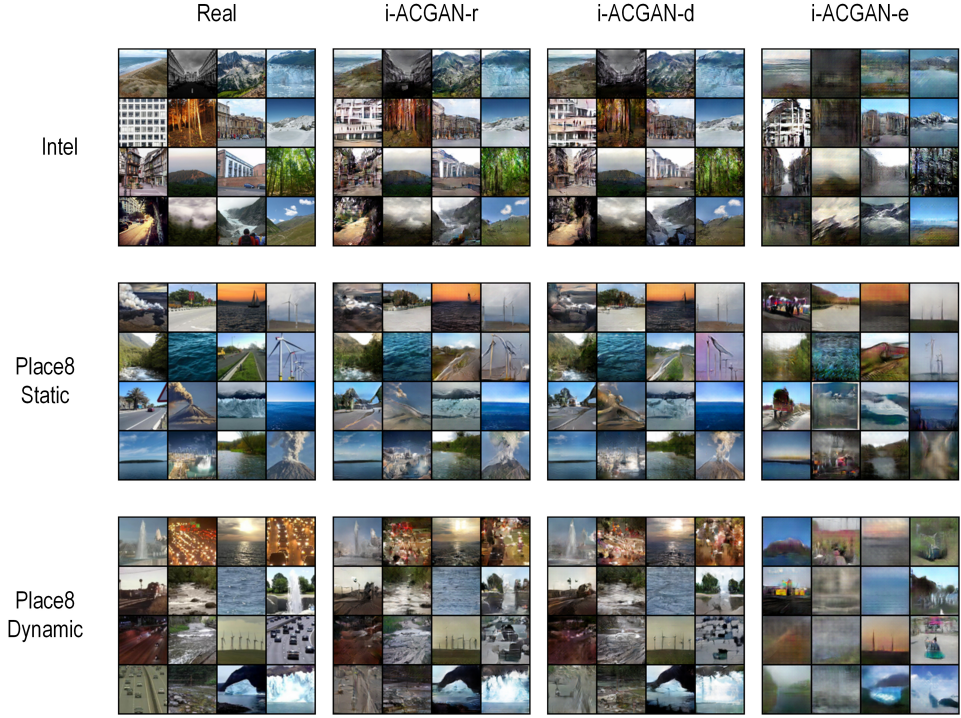 Real i-ACGAN-r i-ACGAN-d i-ACGAN-e
Intel
Place8
Static
Place8
Dynamic